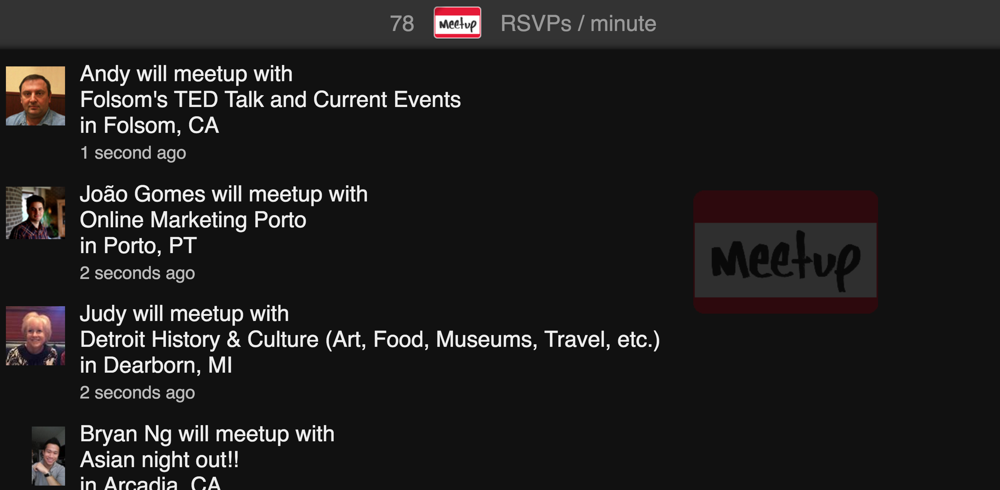 78 Meetup RSVPs / minute
Andy will meetup with
Folsom's TED Talk and Current Events
in Folsom, CA
1 second ago
João Gomes will meetup with
Online Marketing Porto
in Porto, PT
2 seconds ago
Meetup
Judy will meetup with
Detroit History & Culture (Art, Food, Museums, Travel, etc.)
in Dearborn, MI
2 seconds ago
Bryan Ng will meetup with
Asian night out!!
in Arcadia, CA